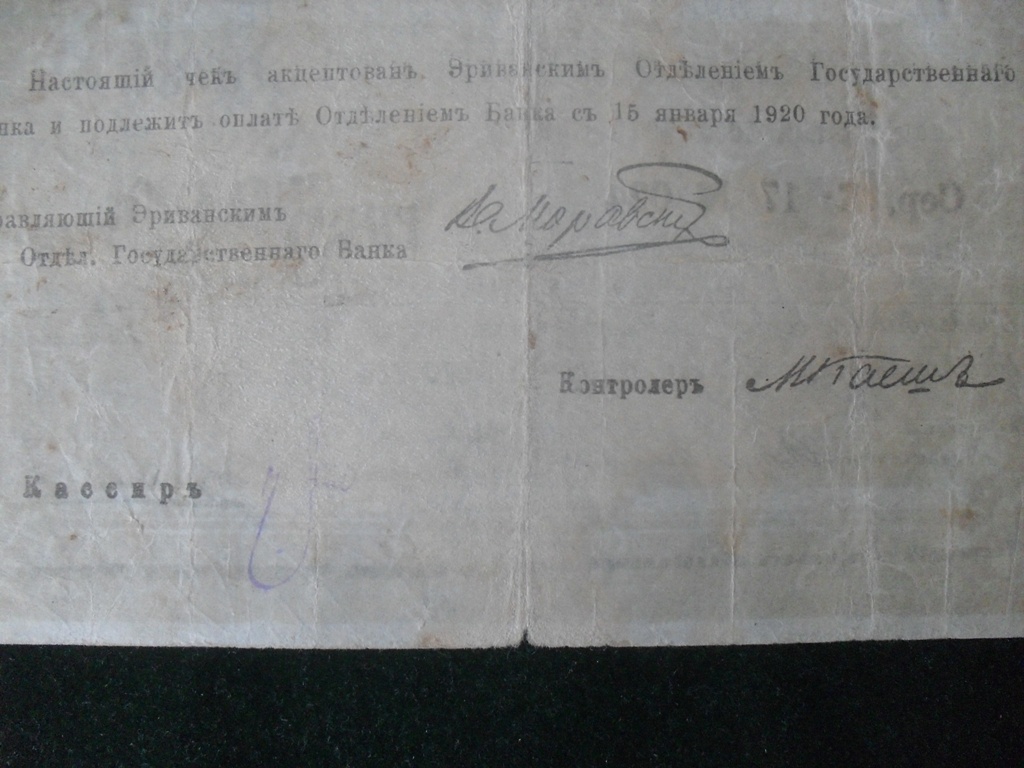 Настоящій чекъ акцептованъ Эриванскимъ Отдѣленіемъ Государственнаго
нка и подлежитъ оплатѣ Отдѣленіемъ Банка съ 15 января 1920 года.
равляющій Эриванскимъ
Отдѣл. Государственнаго Банка
Контролеръ
Кассиръ